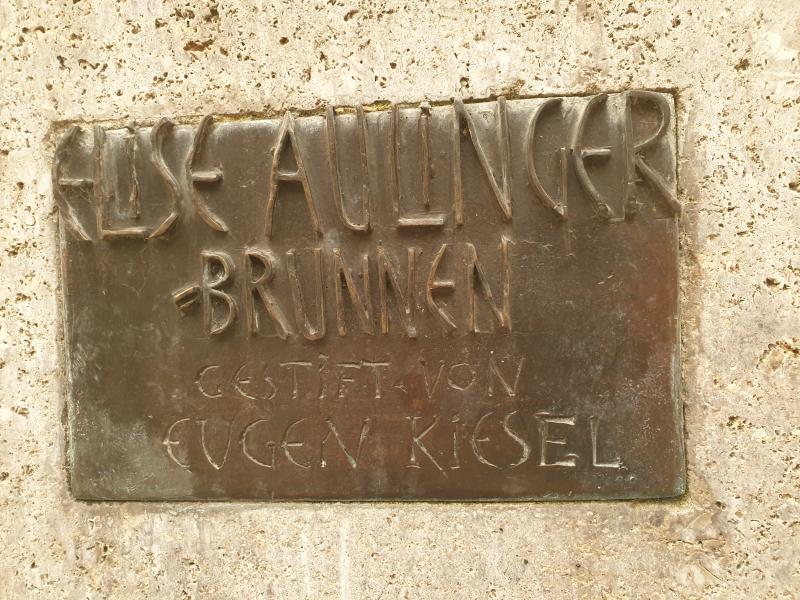 ELISE AULINGER
=BRUNNEN
GESTIFT. VON
EUGEN KIESEL